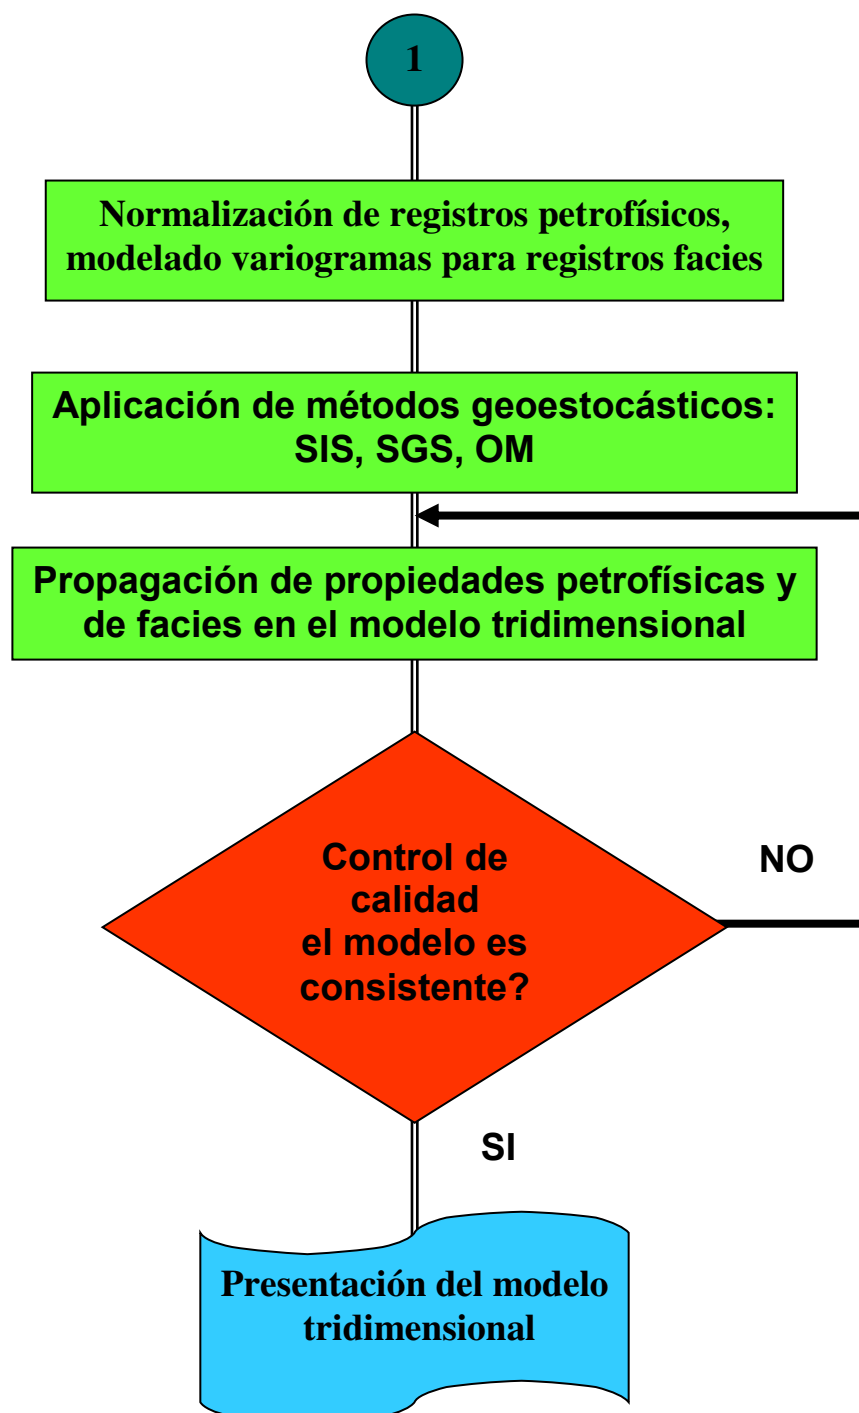 1
Normalización de registros petrofísicos,
modelado variogramas para registros facies
Aplicación de métodos geoestocásticos:
SIS, SGS, OM
Propagación de propiedades petrofísicas y
de facies en el modelo tridimensional
Control de
calidad
el modelo es
consistente?
NO
SI
Presentación del modelo
tridimensional